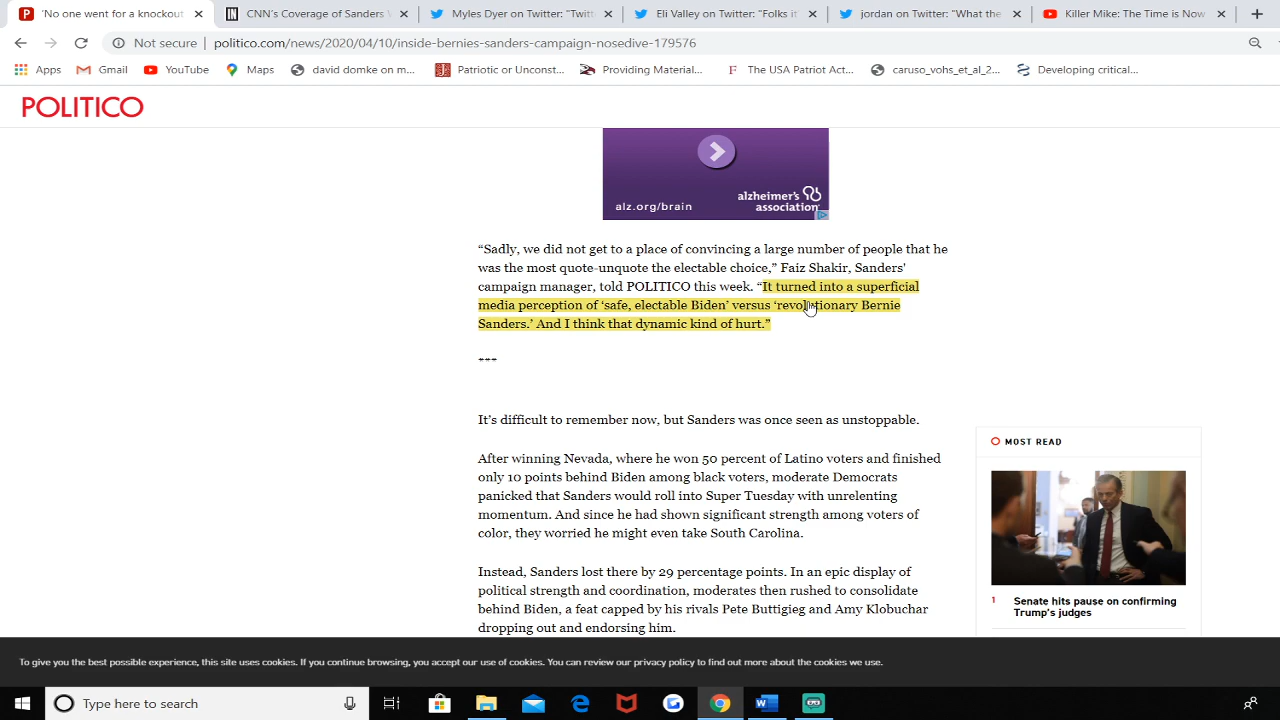 'No one went for a knockout
CNN's Coverage of Sanders V
Myles Dyer on Twitter: "Twitt
Eli Valley on Twitter: "Folks it
jordan on Twitter: "What the
Killer Mike: The Time is Now
Not secure | politico.com/news/2020/04/10/inside-bernies-sanders-campaign-nosedive-179576
Apps
Gmail
YouTube
Maps
david domke on m...
Patriotic or Unconst...
Providing Material...
The USA Patriot Act...
caruso_vohs_et_al_2...
Developing critical...
POLITICO
alz.org/brain
alzheimer's
association
“Sadly, we did not get to a place of convincing a large number of people that he
was the most quote-unquote the electable choice,” Faiz Shakir, Sanders'
campaign manager, told POLITICO this week. “It turned into a superficial
media perception of ‘safe, electable Biden’ versus ‘revolutionary Bernie
Sanders.’ And I think that dynamic kind of hurt.”
***
It’s difficult to remember now, but Sanders was once seen as unstoppable.
After winning Nevada, where he won 50 percent of Latino voters and finished
only 10 points behind Biden among black voters, moderate Democrats
panicked that Sanders would roll into Super Tuesday with unrelenting
momentum. And since he had shown significant strength among voters of
color, they worried he might even take South Carolina.
Instead, Sanders lost there by 29 percentage points. In an epic display of
political strength and coordination, moderates then rushed to consolidate
behind Biden, a feat capped by his rivals Pete Buttigieg and Amy Klobuchar
dropping out and endorsing him.
MOST READ
1 Senate hits pause on confirming
Trump’s judges
To give you the best possible experience, this site uses cookies. If you continue browsing, you accept our use of cookies. You can review our privacy policy to find out more about the cookies we use.
Type here to search